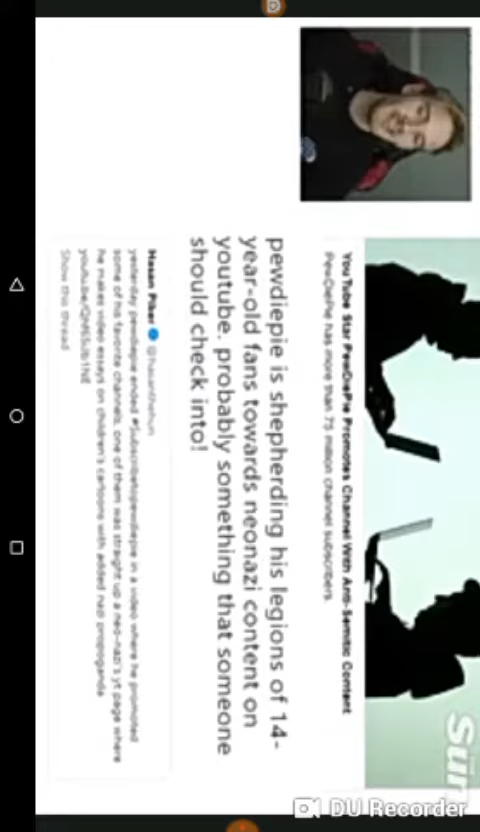 YouTube Star PewDiePie Promotes Channel With Anti-Semitic Content
PewDiePie has more than 75 million channel subscribers.
pewdiepie is shepherding his legions of 14-
year-old fans towards neonazi content on
youtube. probably something that someone
should check into!
Hasan Piker @hasanthehun
yesterday pewdiepie ended #Subscribetopewdiepie in a video where he promoted
some of his favorite channels. one of them was straight up a neo-nazi's yt page where
he makes video essays on children's cartoons with added nazi propoganda
Show this thread
Sun
DU Recorder